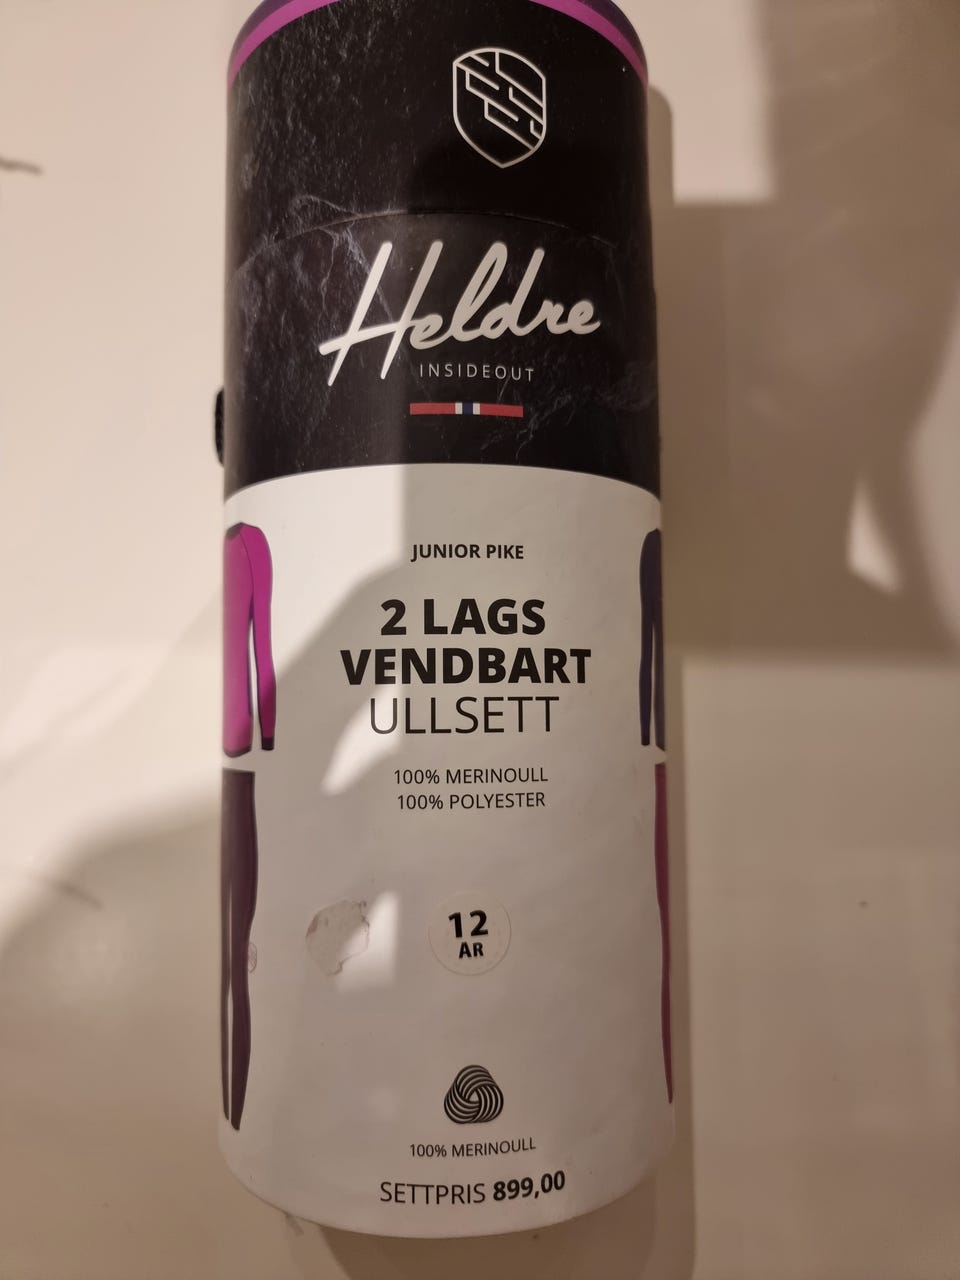 Heldre
INSIDEOUT
JUNIOR PIKE
2 LAGS
VENDBART
ULLSETT
100% MERINOULL
100% POLYESTER
12
ÅR
100% MERINOULL
SETTPRIS 899,00